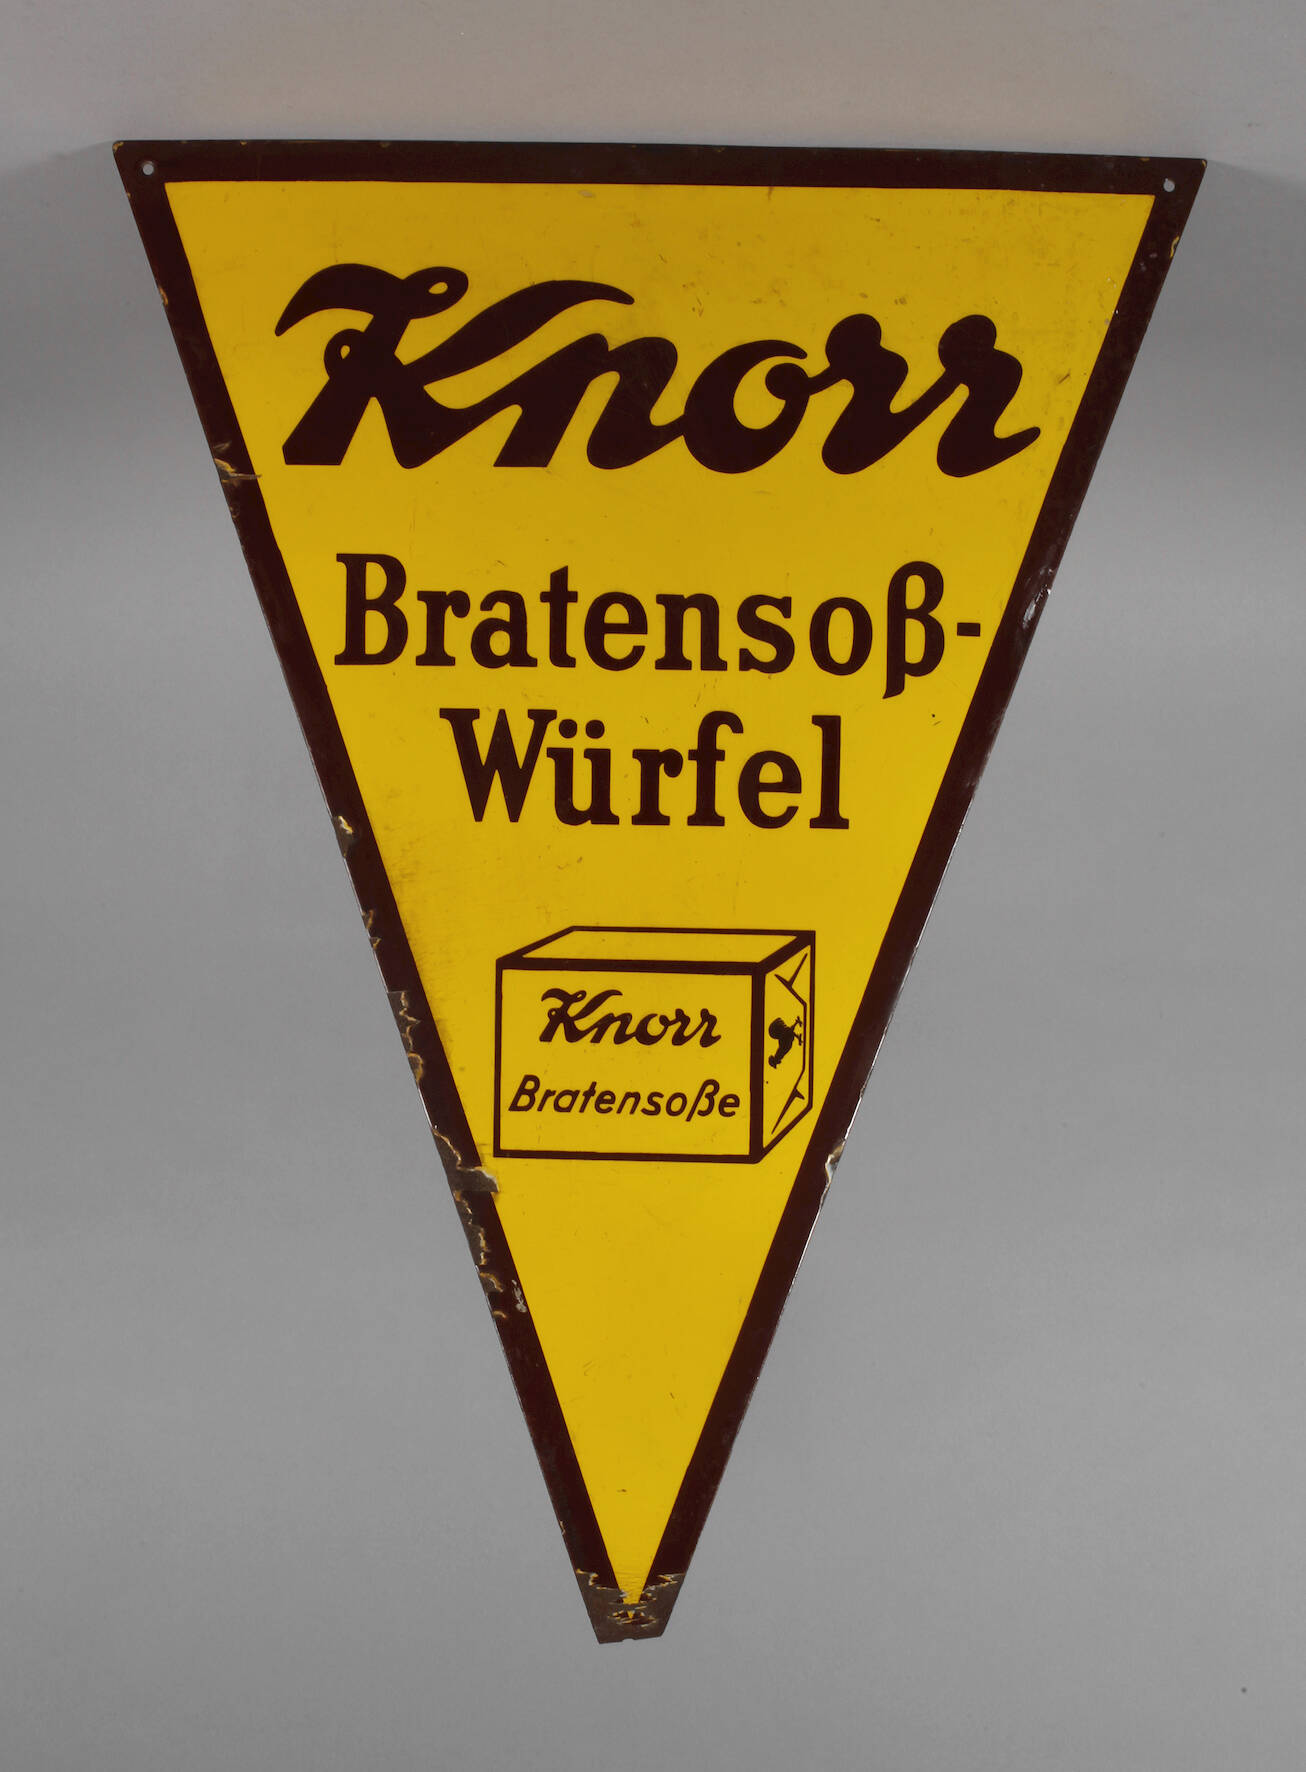 Knorr
Bratensoß-
Würfel
Knorr
Bratensoße